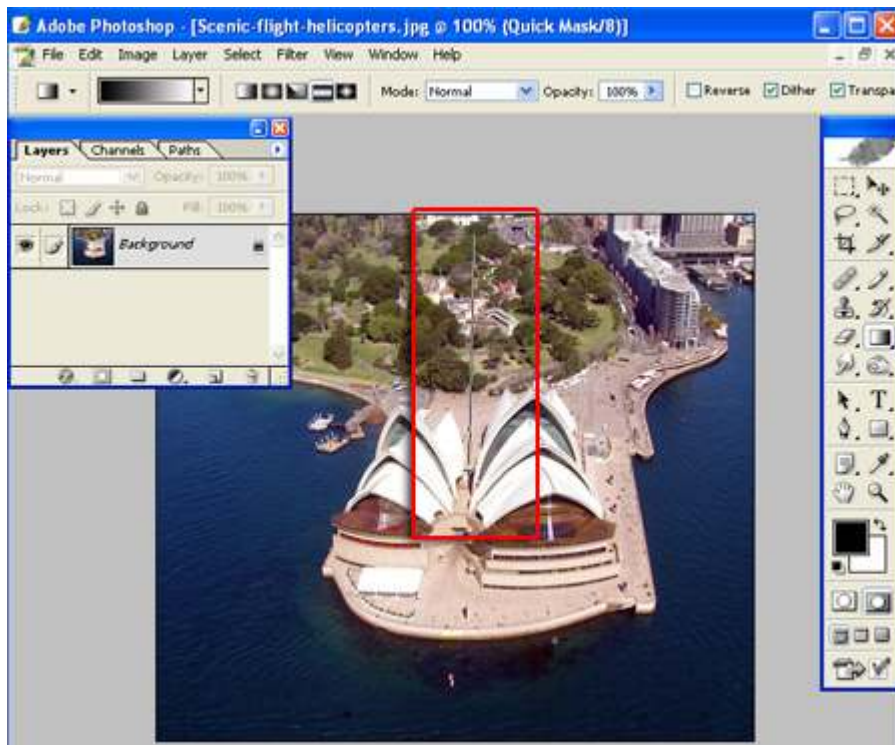 Adobe Photoshop - [Scenic-flight-helicopters.jpg @ 100% (Quick Mask/8)]
File Edit Image Layer Select Filter View Window Help
Mode: Normal Opacity: 100% Reverse Dither Transpa
Layers Channels Paths
Normal Opacity: 100%
Lock: Fill: 100%
Background